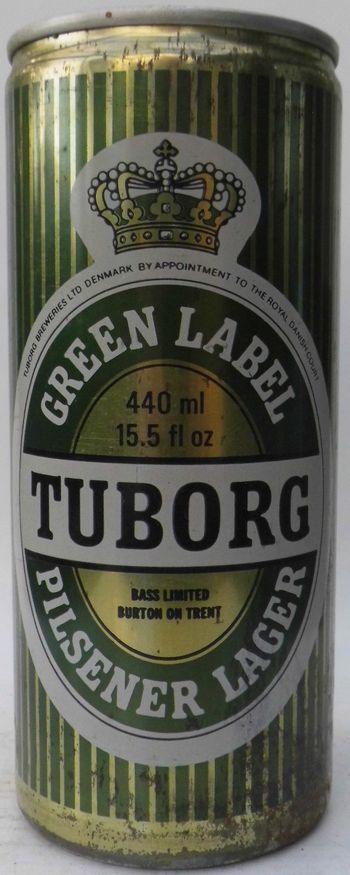 TUBORG BREWERIES LTD DENMARK BY APPOINTMENT TO THE ROYAL DANISH COURT
GREEN LABEL
440 ml
15.5 fl oz
TUBORG
BASS LIMITED
BURTON ON TRENT
PILSENER LAGER